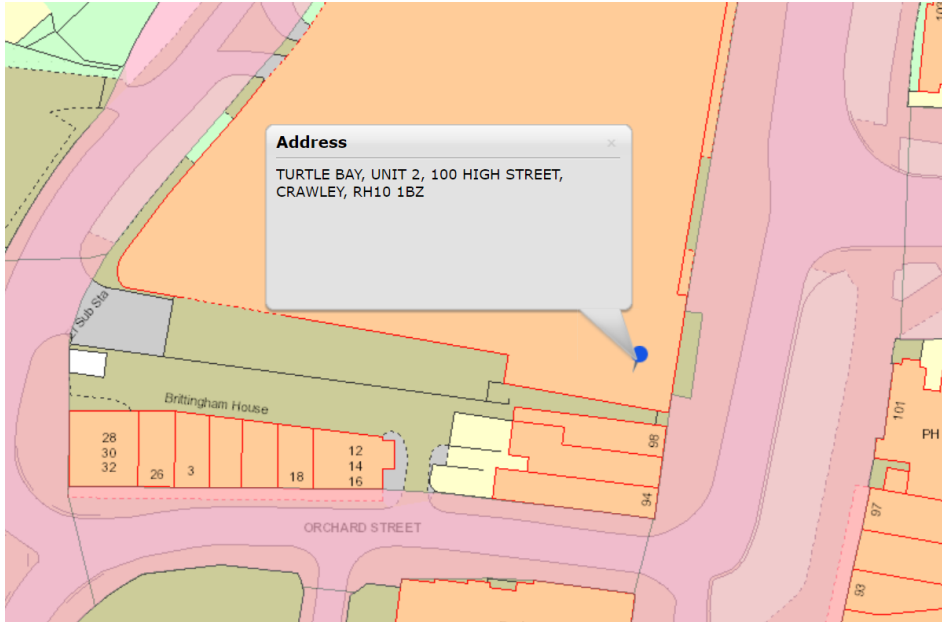 103
Address
×
TURTLE BAY, UNIT 2, 100 HIGH STREET,
CRAWLEY, RH10 1BZ
Sub Sta
Brittingham House
28
30
32
26
3
18
12
14
16
98
94
101
PH
97
93
ORCHARD STREET